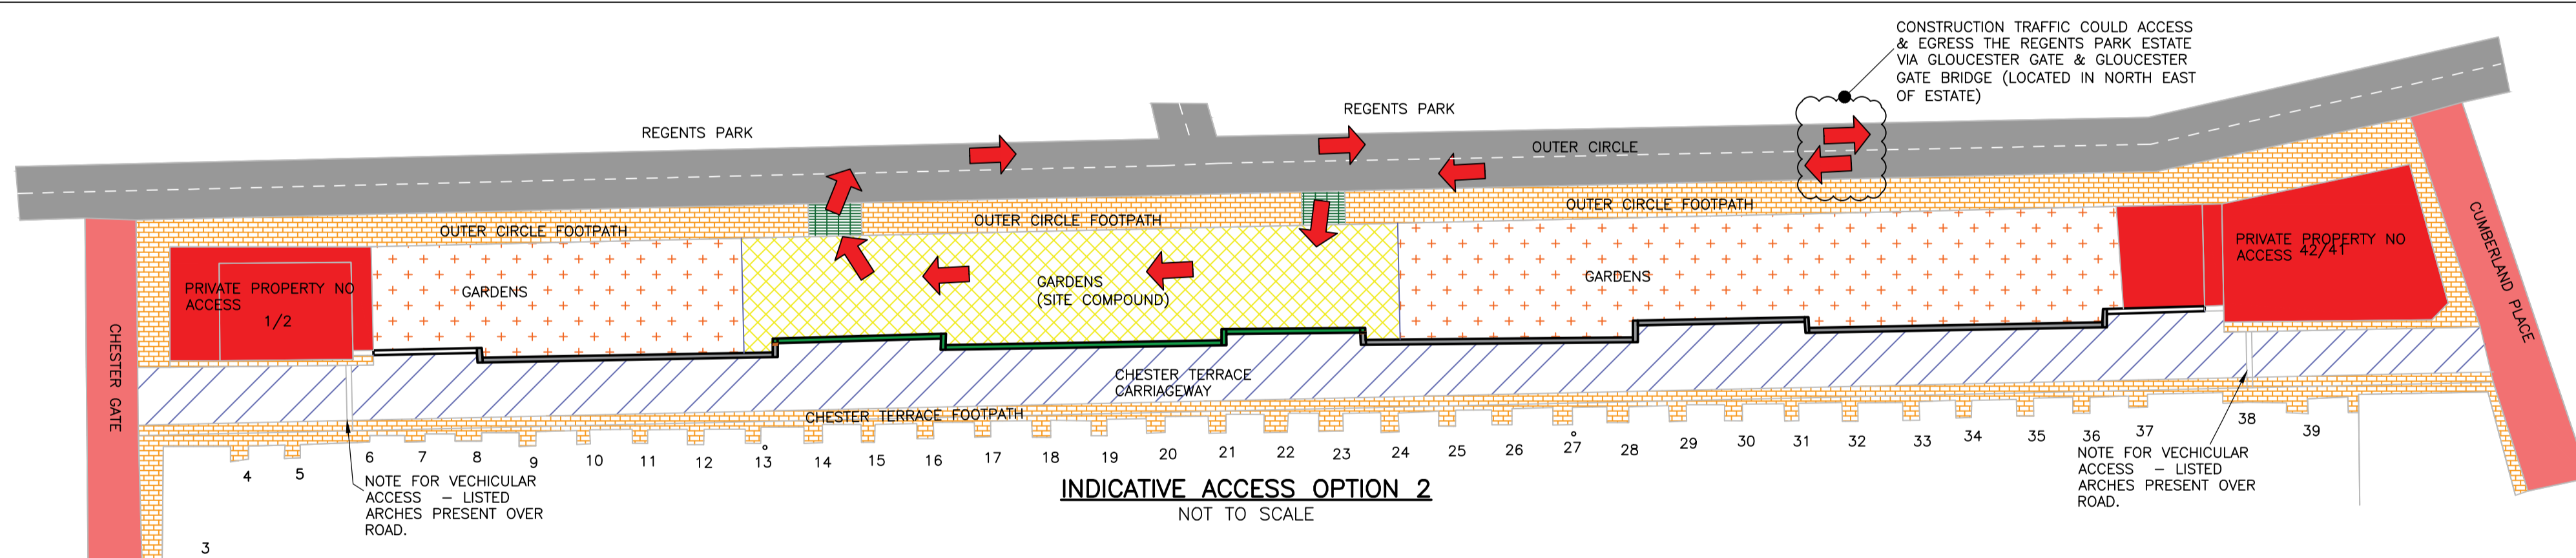 CONSTRUCTION TRAFFIC COULD ACCESS
& EGRESS THE REGENTS PARK ESTATE
VIA GLOUCESTER GATE & GLOUCESTER
GATE BRIDGE (LOCATED IN NORTH EAST
OF ESTATE)
REGENTS PARK
REGENTS PARK
OUTER CIRCLE
OUTER CIRCLE FOOTPATH
OUTER CIRCLE FOOTPATH
OUTER CIRCLE FOOTPATH
PRIVATE PROPERTY NO
ACCESS
1/2
GARDENS
GARDENS
(SITE COMPOUND)
GARDENS
PRIVATE PROPERTY NO
ACCESS 42/41
CUMBERLAND PLACE
CHESTER GATE
CHESTER TERRACE
CARRIAGEWAY
CHESTER TERRACE FOOTPATH
3
4
5
6
7
8
9
10
11
12
13
14
15
16
17
18
19
20
21
22
23
24
25
26
27
28
29
30
31
32
33
34
35
36
37
38
39
NOTE FOR VECHICULAR
ACCESS – LISTED
ARCHES PRESENT OVER
ROAD.
NOTE FOR VECHICULAR
ACCESS – LISTED
ARCHES PRESENT OVER
ROAD.
INDICATIVE ACCESS OPTION 2
NOT TO SCALE